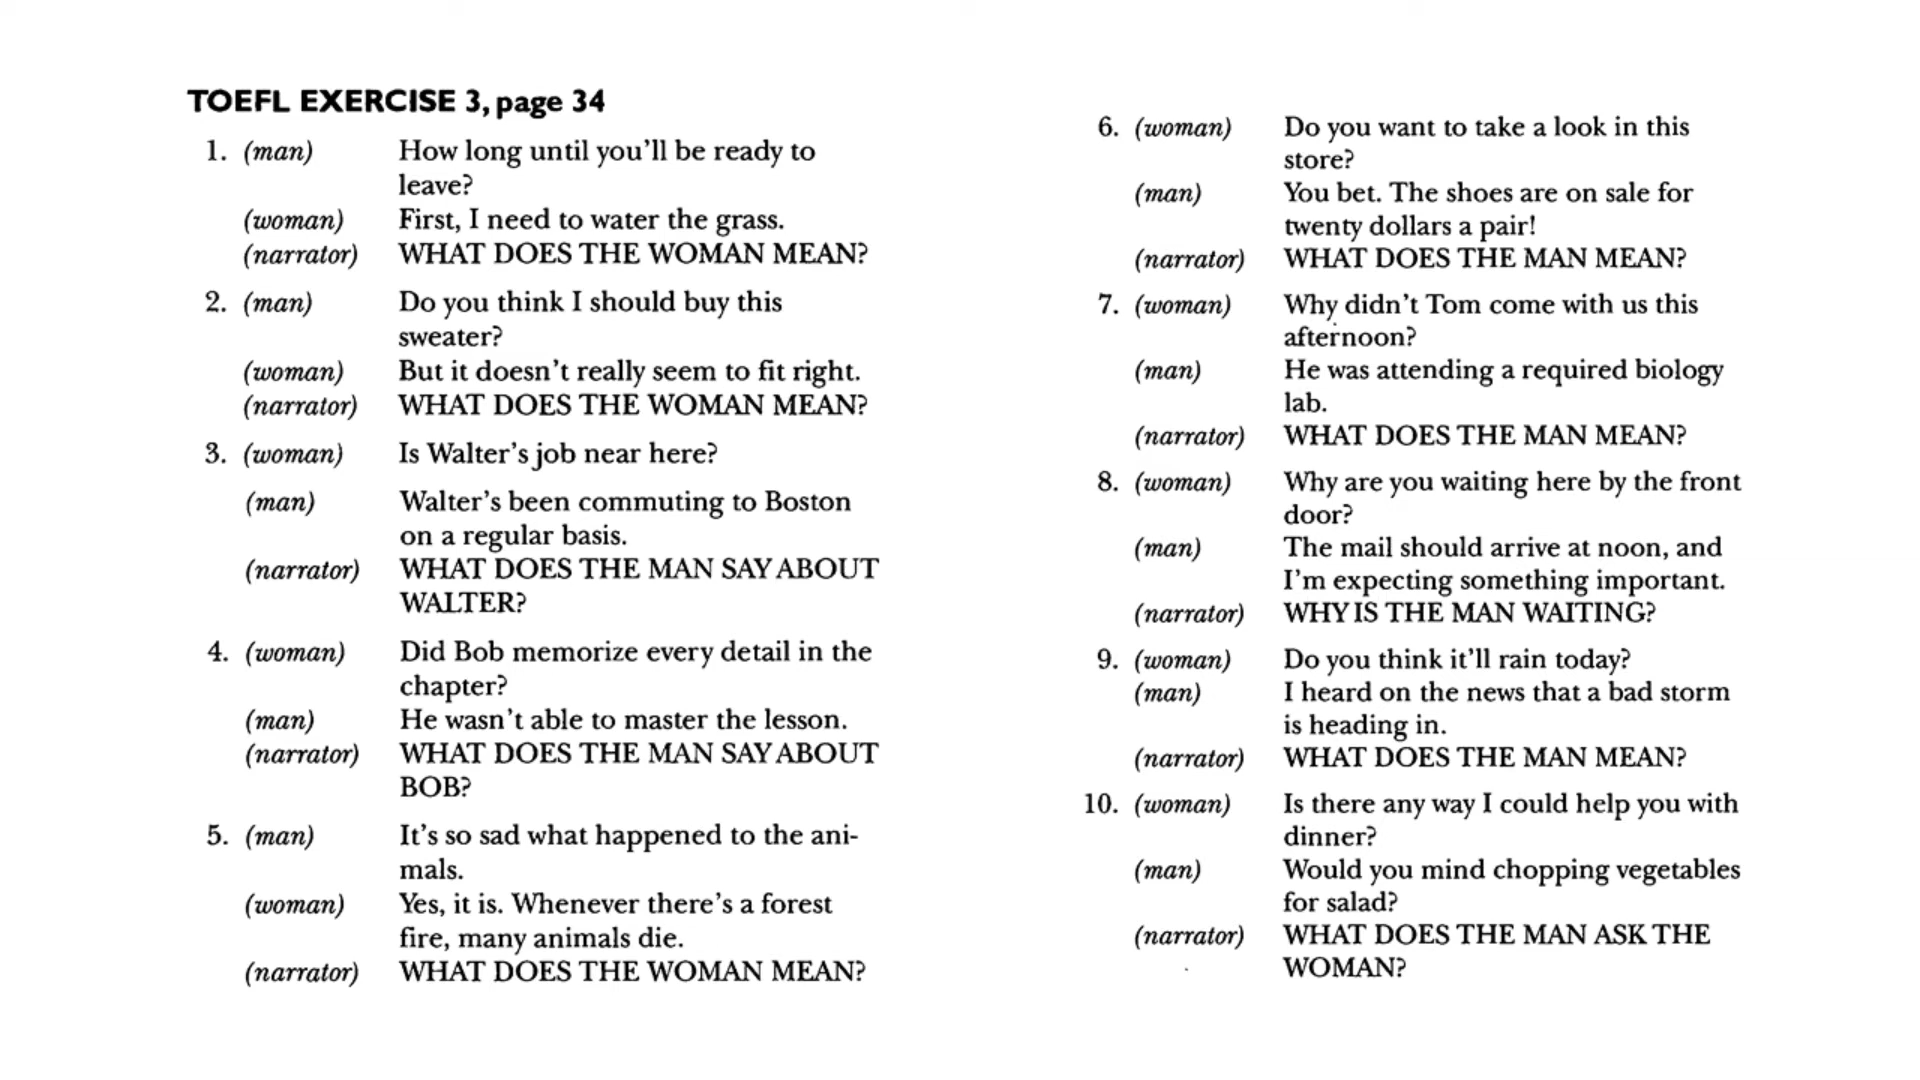 TOEFL EXERCISE 3, page 34
1. (man) How long until you'll be ready to
leave?
(woman) First, I need to water the grass.
(narrator) WHAT DOES THE WOMAN MEAN?
2. (man) Do you think I should buy this
sweater?
(woman) But it doesn't really seem to fit right.
(narrator) WHAT DOES THE WOMAN MEAN?
3. (woman) Is Walter's job near here?
(man) Walter's been commuting to Boston
on a regular basis.
(narrator) WHAT DOES THE MAN SAY ABOUT
WALTER?
4. (woman) Did Bob memorize every detail in the
chapter?
(man) He wasn't able to master the lesson.
(narrator) WHAT DOES THE MAN SAY ABOUT
BOB?
5. (man) It's so sad what happened to the ani-
mals.
(woman) Yes, it is. Whenever there's a forest
fire, many animals die.
(narrator) WHAT DOES THE WOMAN MEAN?
6. (woman) Do you want to take a look in this
store?
(man) You bet. The shoes are on sale for
twenty dollars a pair!
(narrator) WHAT DOES THE MAN MEAN?
7. (woman) Why didn't Tom come with us this
afternoon?
(man) He was attending a required biology
lab.
(narrator) WHAT DOES THE MAN MEAN?
8. (woman) Why are you waiting here by the front
door?
(man) The mail should arrive at noon, and
I'm expecting something important.
(narrator) WHY IS THE MAN WAITING?
9. (woman) Do you think it'll rain today?
(man) I heard on the news that a bad storm
is heading in.
(narrator) WHAT DOES THE MAN MEAN?
10. (woman) Is there any way I could help you with
dinner?
(man) Would you mind chopping vegetables
for salad?
(narrator) WHAT DOES THE MAN ASK THE
WOMAN?